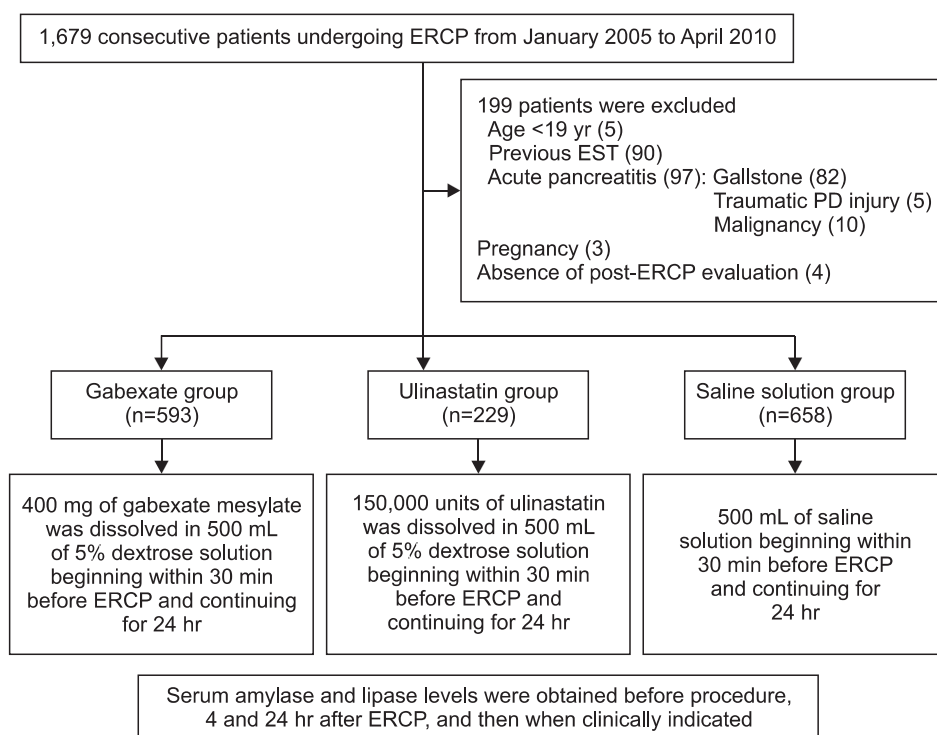 1,679 consecutive patients undergoing ERCP from January 2005 to April 2010
199 patients were excluded
Age <19 yr (5)
Previous EST (90)
Acute pancreatitis (97): Gallstone (82)
Traumatic PD injury (5)
Malignancy (10)
Pregnancy (3)
Absence of post-ERCP evaluation (4)
Gabexate group
(n=593)
Ulinastatin group
(n=229)
Saline solution group
(n=658)
400 mg of gabexate mesylate
was dissolved in 500 mL
of 5% dextrose solution
beginning within 30 min
before ERCP and continuing
for 24 hr
150,000 units of ulinastatin
was dissolved in 500 mL
of 5% dextrose solution
beginning within 30 min
before ERCP and
continuing for 24 hr
500 mL of saline
solution beginning within
30 min before ERCP
and continuing for
24 hr
Serum amylase and lipase levels were obtained before procedure,
4 and 24 hr after ERCP, and then when clinically indicated